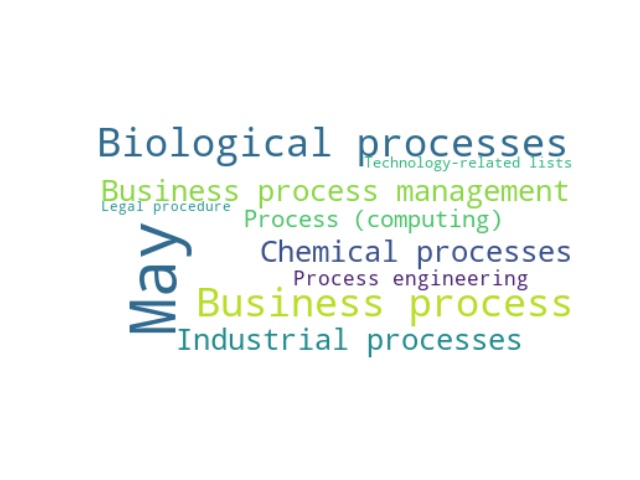 Biological processes
Technology-related lists
Business process management
Legal procedure
Process (computing)
May
Chemical processes
Process engineering
Business process
Industrial processes